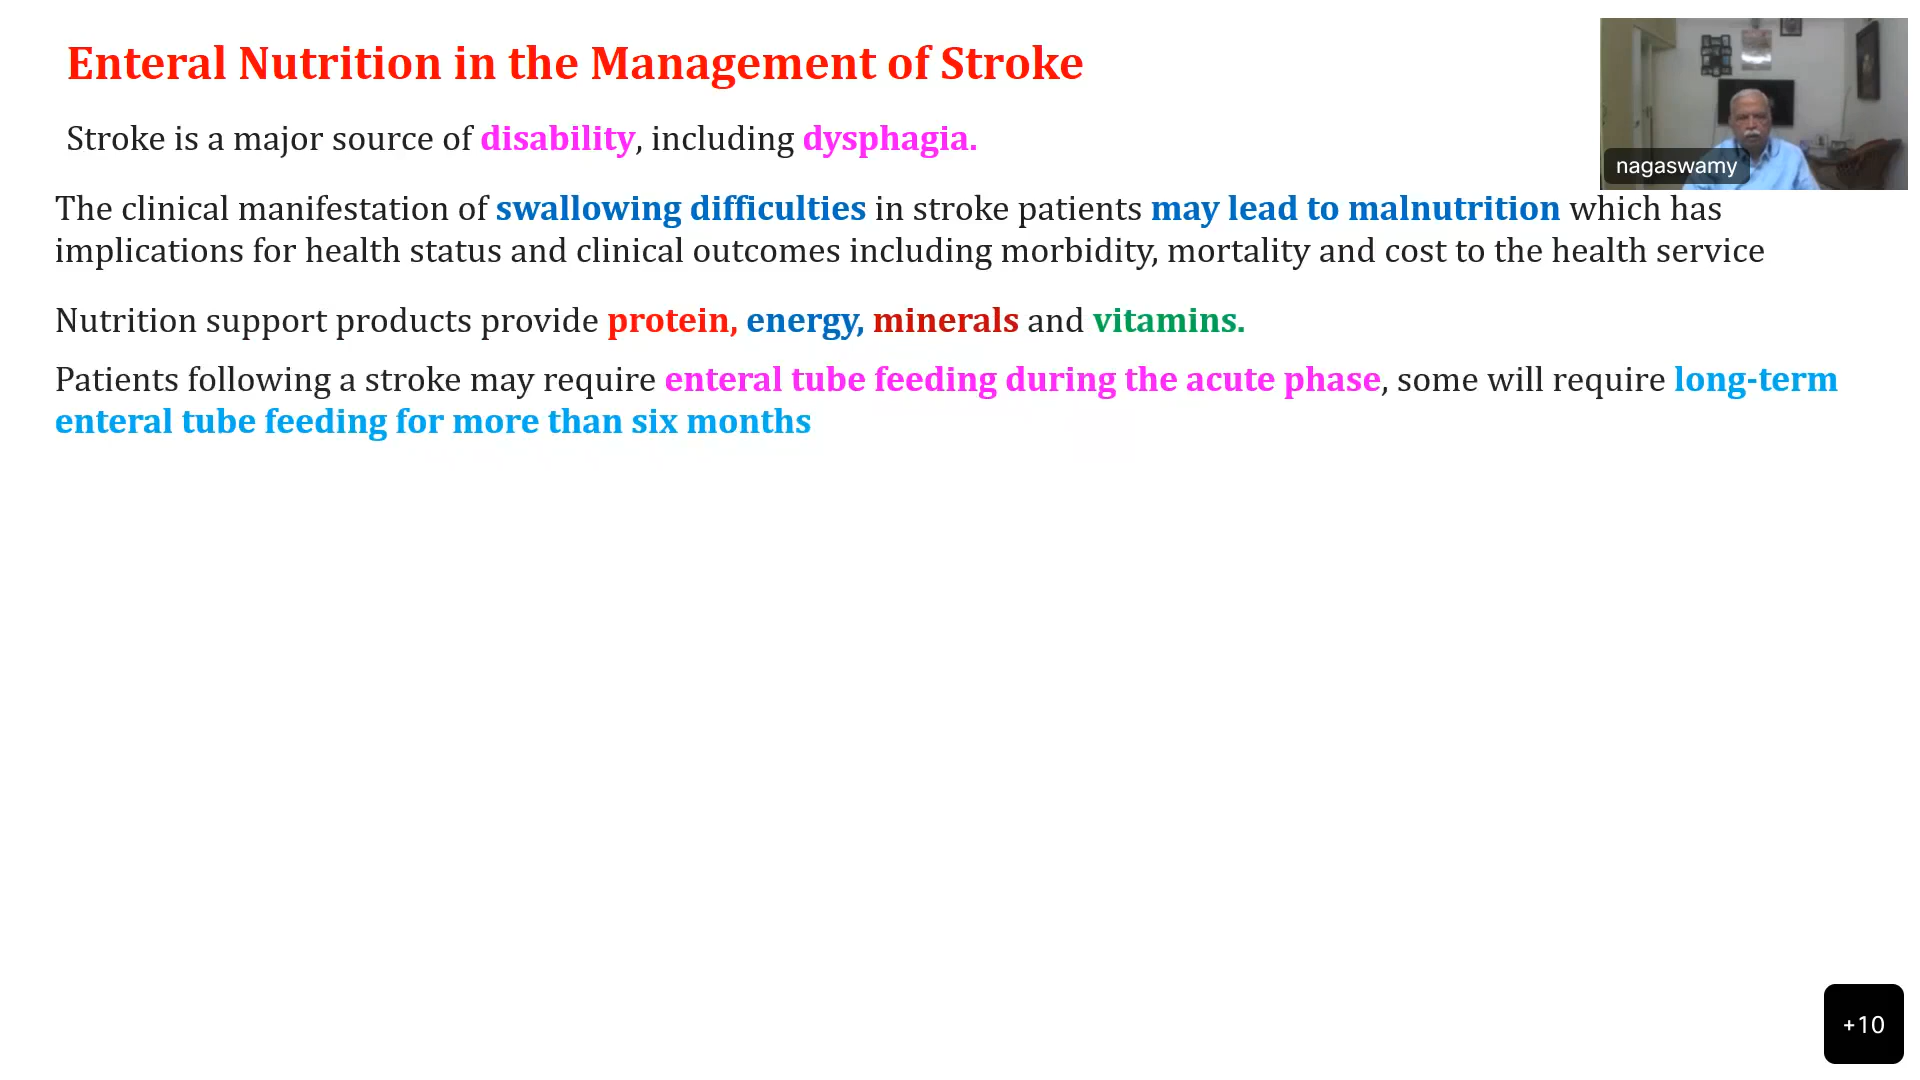 Enteral Nutrition in the Management of Stroke
Stroke is a major source of disability, including dysphagia.
nagaswamy
The clinical manifestation of swallowing difficulties in stroke patients may lead to malnutrition which has
implications for health status and clinical outcomes including morbidity, mortality and cost to the health service
Nutrition support products provide protein, energy, minerals and vitamins.
Patients following a stroke may require enteral tube feeding during the acute phase, some will require long-term
enteral tube feeding for more than six months
+10